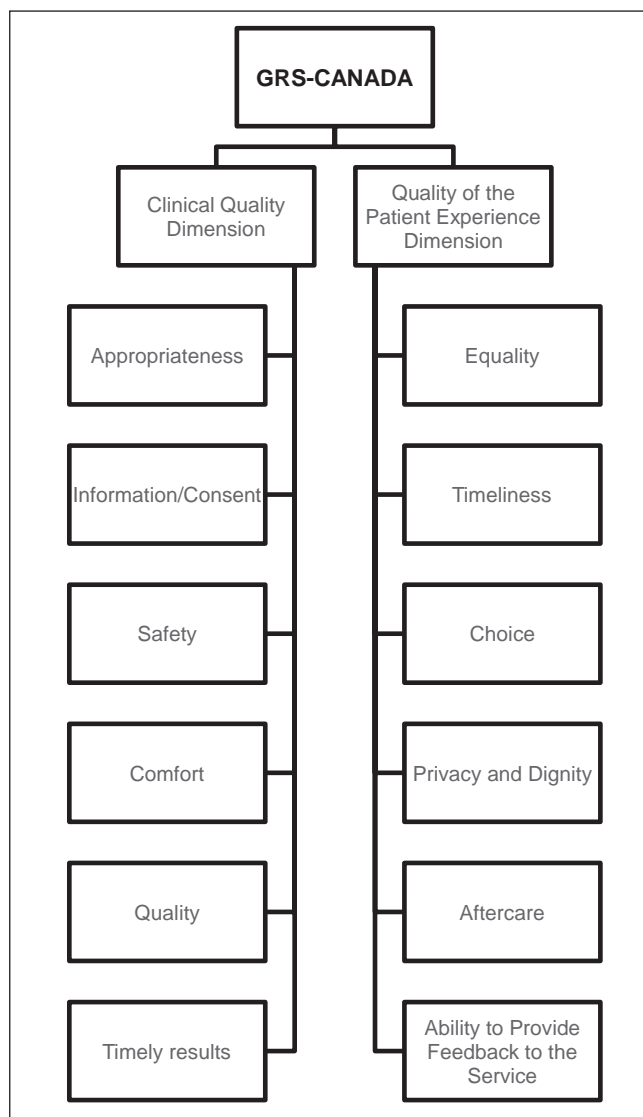 GRS-CANADA
Clinical Quality
Dimension
Quality of the
Patient Experience
Dimension
Appropriateness
Information/Consent
Safety
Comfort
Quality
Timely results
Equality
Timeliness
Choice
Privacy and Dignity
Aftercare
Ability to Provide
Feedback to the
Service